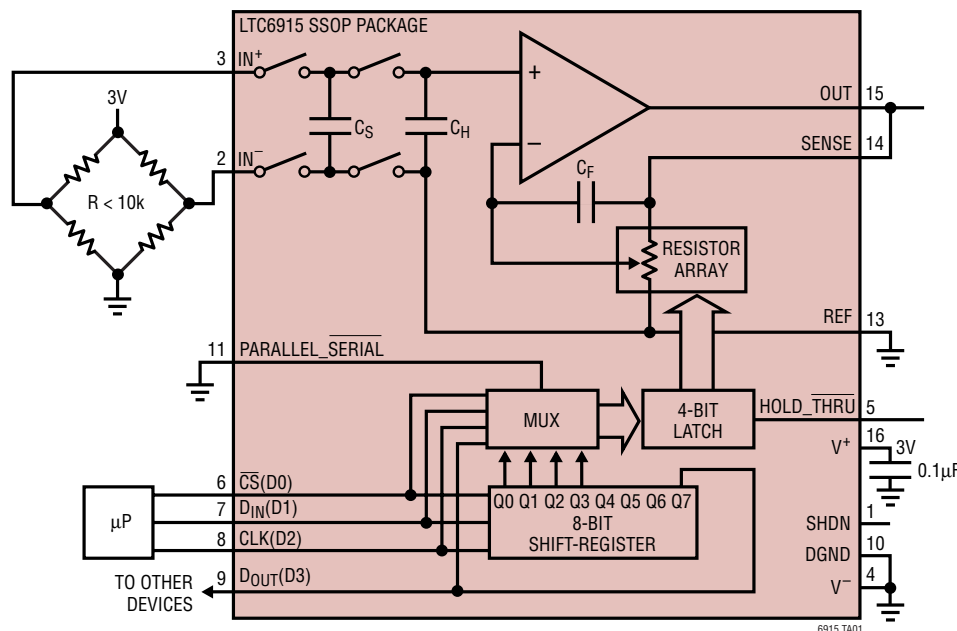 LTC6915 SSOP PACKAGE
3 IN+
3V
R < 10k
2 IN−
CS
CH
+
−
CF
OUT 15
SENSE 14
RESISTOR
ARRAY
REF 13
11 PARALLEL_SERIAL
MUX
4-BIT
LATCH
HOLD_THRU 5
V+ 16
3V
0.1µF
µP
6 CS(D0)
7 DIN(D1)
8 CLK(D2)
9 DOUT(D3)
TO OTHER
DEVICES
Q0 Q1 Q2 Q3 Q4 Q5 Q6 Q7
8-BIT
SHIFT-REGISTER
SHDN 1
DGND 10
V− 4
6915 TA01